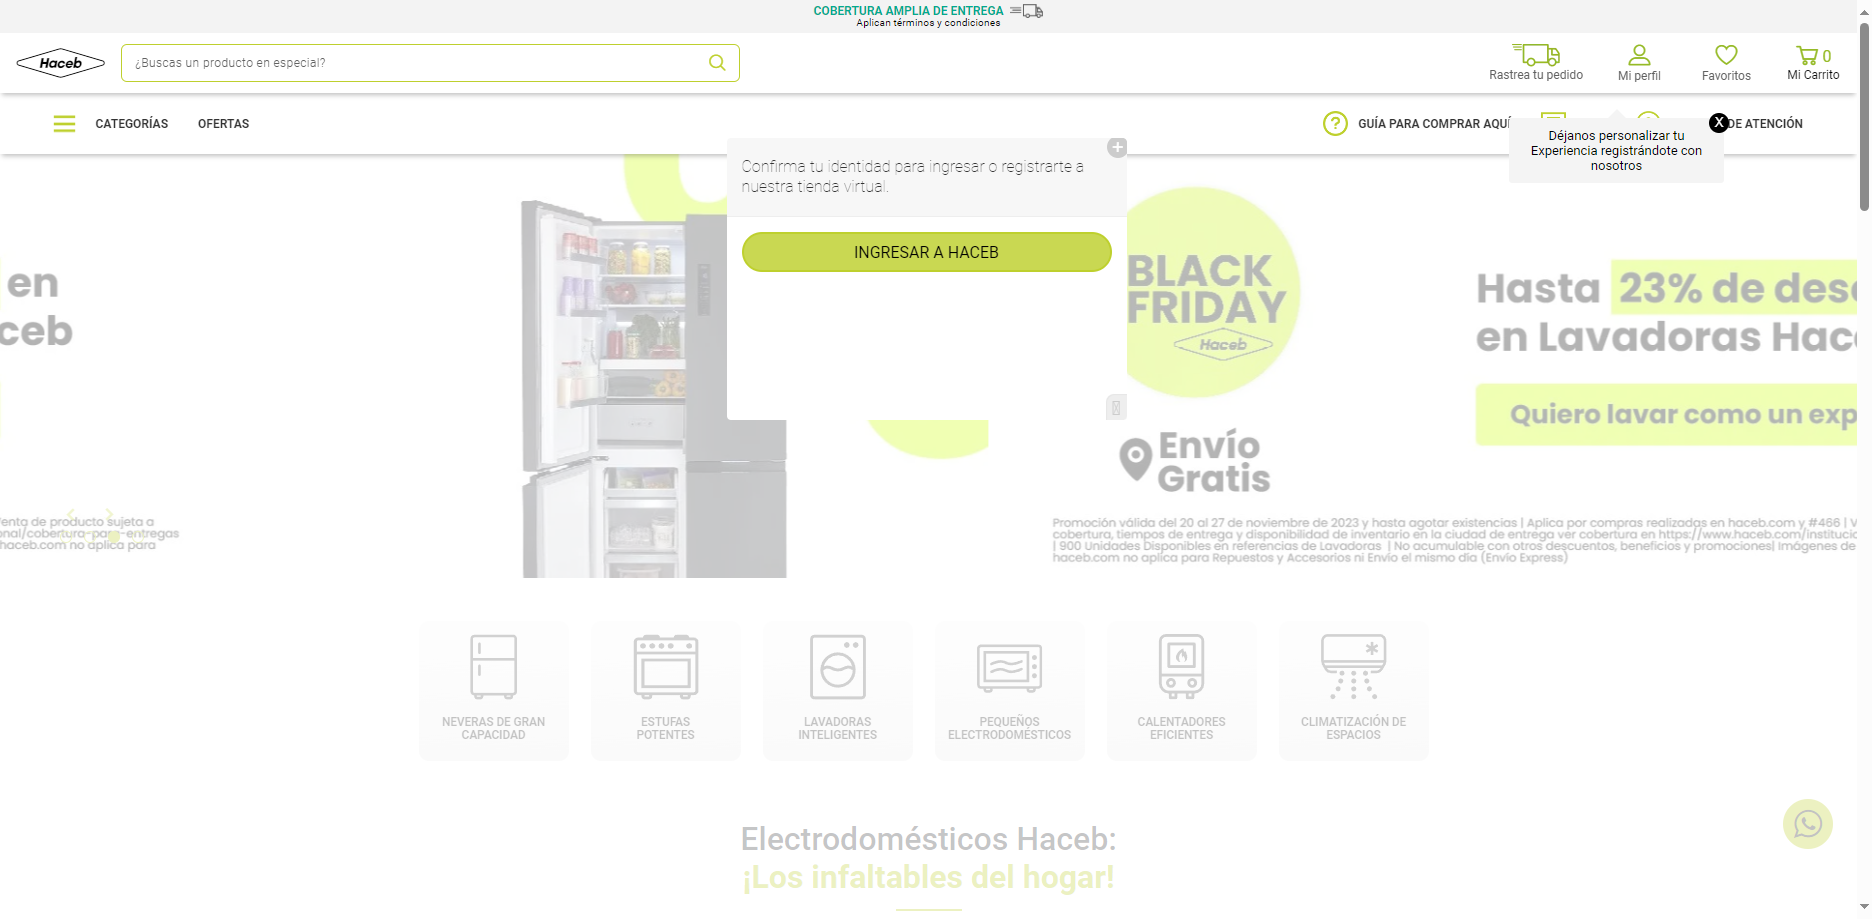 COBERTURA AMPLIA DE ENTREGA
Aplican términos y condiciones
Haceb
¿Buscas un producto en especial?
Rastrea tu pedido
Mi perfil
Favoritos
0
Mi Carrito
CATEGORÍAS
OFERTAS
GUÍA PARA COMPRAR AQUÍ
DE ATENCIÓN
X
Déjanos personalizar tu
Experiencia registrándote con
nosotros
Confirma tu identidad para ingresar o registrarte a
nuestra tienda virtual.
INGRESAR A HACEB
en
ceb
BLACK
FRIDAY
Haceb
Envío
Gratis
Hasta 23% de desc
en Lavadoras Hace
Quiero lavar como un exp
enta de producto sujeta a
onal/cobertura-para-entregas
haceb.com no aplica para
Promoción válida del 20 al 27 de noviembre de 2023 y hasta agotar existencias | Aplica por compras realizadas en haceb.com y #466 | V
cobertura, tiempos de entrega y disponibilidad de inventario en la ciudad de entrega ver cobertura en https://www.haceb.com/institucio
| 900 Unidades Disponibles en referencias de Lavadoras | No acumulable con otros descuentos, beneficios y promociones| Imágenes de
haceb.com no aplica para Repuestos y Accesorios ni Envío el mismo día (Envío Express)
NEVERAS DE GRAN
CAPACIDAD
ESTUFAS
POTENTES
LAVADORAS
INTELIGENTES
PEQUEÑOS
ELECTRODOMÉSTICOS
CALENTADORES
EFICIENTES
CLIMATIZACIÓN DE
ESPACIOS
Electrodomésticos Haceb:
¡Los infaltables del hogar!